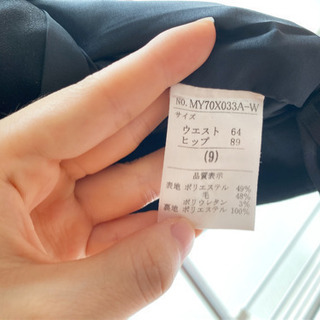 NO.MY70X033A-W
サイズ
ウエスト 64
ヒップ 89
(9)
品質表示
表地 ポリエステル 49%
毛 48%
ポリウレタン 3%
裏地 ポリエステル 100%